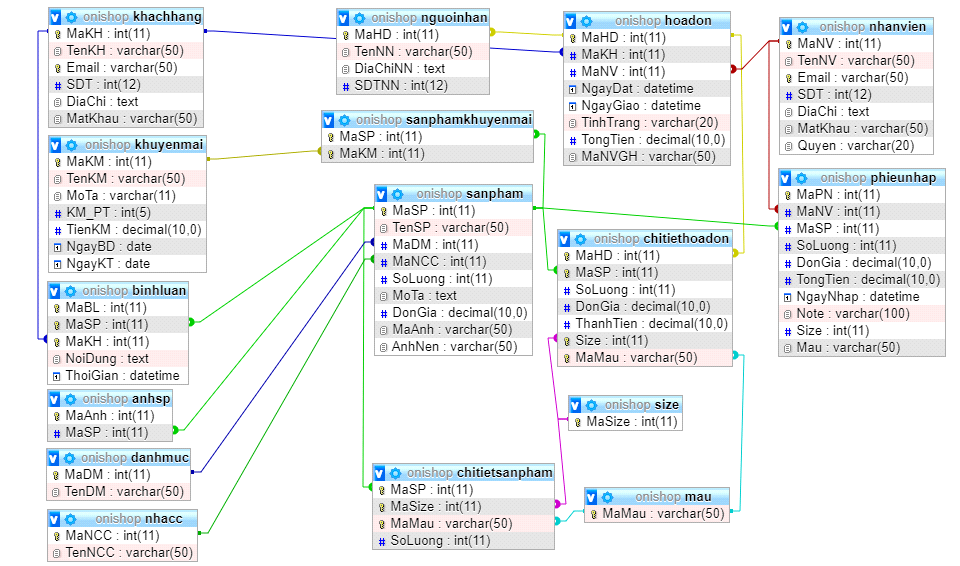 onishop khachhang
MaKH : int(11)
TenKH : varchar(50)
Email : varchar(50)
SDT : int(12)
DiaChi : text
MatKhau : varchar(50)
onishop nguoinhan
MaHD : int(11)
TenNN : varchar(50)
DiaChiNN : text
SDTNN : int(12)
onishop hoadon
MaHD : int(11)
MaKH : int(11)
MaNV : int(11)
NgayDat : datetime
NgayGiao : datetime
TinhTrang : varchar(20)
TongTien : decimal(10,0)
MaNVGH : varchar(50)
onishop nhanvien
MaNV : int(11)
TenNV : varchar(50)
Email : varchar(50)
SDT : int(12)
DiaChi : text
MatKhau : varchar(50)
Quyen : varchar(20)
onishop khuyenmai
MaKM : int(11)
TenKM : varchar(50)
MoTa : varchar(11)
KM_PT : int(5)
TienKM : decimal(10,0)
NgayBD : date
NgayKT : date
onishop sanphamkhuyenmai
MaSP : int(11)
MaKM : int(11)
onishop sanpham
MaSP : int(11)
TenSP : varchar(50)
MaDM : int(11)
MaNCC : int(11)
SoLuong : int(11)
MoTa : text
DonGia : decimal(10,0)
MaAnh : varchar(50)
AnhNen : varchar(50)
onishop chitiethoadon
MaHD : int(11)
MaSP : int(11)
SoLuong : int(11)
DonGia : decimal(10,0)
ThanhTien : decimal(10,0)
Size : int(11)
MaMau : varchar(50)
onishop phieunhap
MaPN : int(11)
MaNV : int(11)
MaSP : int(11)
SoLuong : int(11)
DonGia : decimal(10,0)
TongTien : decimal(10,0)
NgayNhap : datetime
Note : varchar(100)
Size : int(11)
Mau : varchar(50)
onishop binhluan
MaBL : int(11)
MaSP : int(11)
MaKH : int(11)
NoiDung : text
ThoiGian : datetime
onishop anhsp
MaAnh : int(11)
MaSP : int(11)
onishop danhmuc
MaDM : int(11)
TenDM : varchar(50)
onishop nhacc
MaNCC : int(11)
TenNCC : varchar(50)
onishop chitietsanpham
MaSP : int(11)
MaSize : int(11)
MaMau : varchar(50)
SoLuong : int(11)
onishop size
MaSize : int(11)
onishop mau
MaMau : varchar(50)